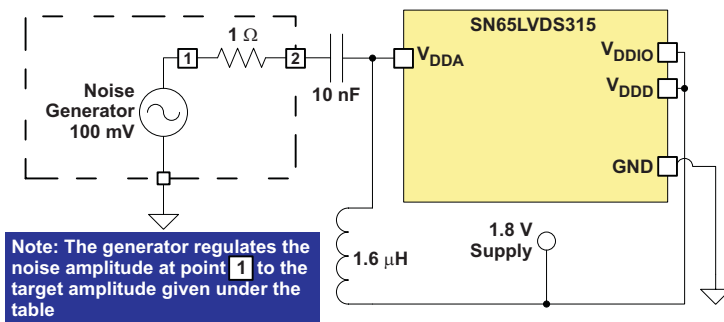 SN65LVDS315
1 Ω
1
2
VDDA
VDDIO
VDDD
Noise
Generator
100 mV
10 nF
GND
1.8 V
Supply
1.6 μH
Note: The generator regulates the
noise amplitude at point 1 to the
target amplitude given under the
table